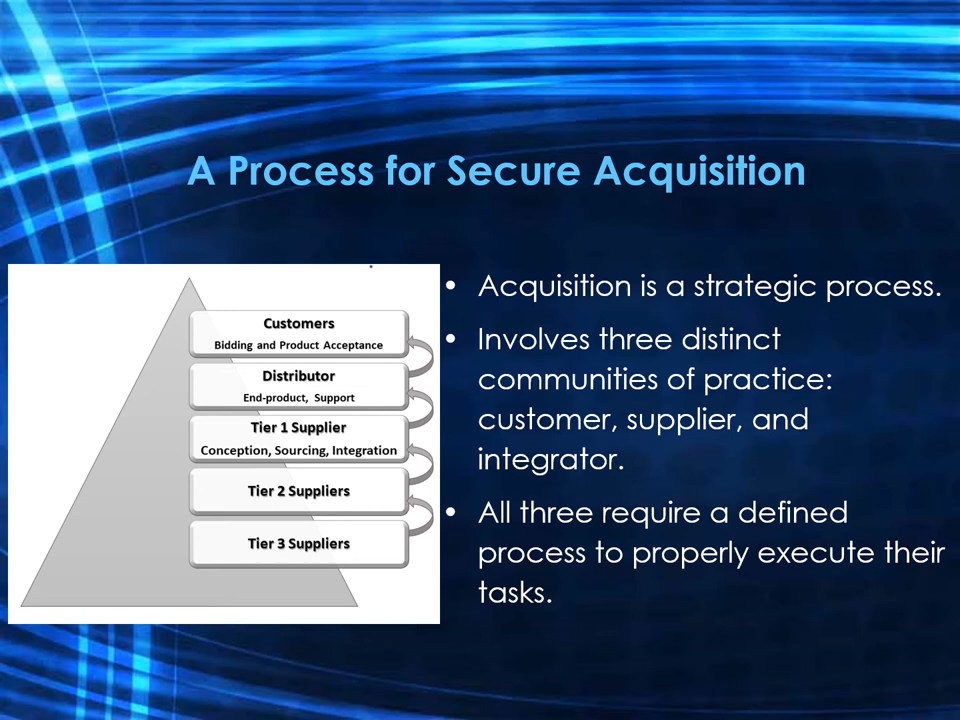 A Process for Secure Acquisition
Customers
Bidding and Product Acceptance
Distributor
End-product, Support
Tier 1 Supplier
Conception, Sourcing, Integration
Tier 2 Suppliers
Tier 3 Suppliers
• Acquisition is a strategic process.
• Involves three distinct
communities of practice:
customer, supplier, and
integrator.
• All three require a defined
process to properly execute their
tasks.